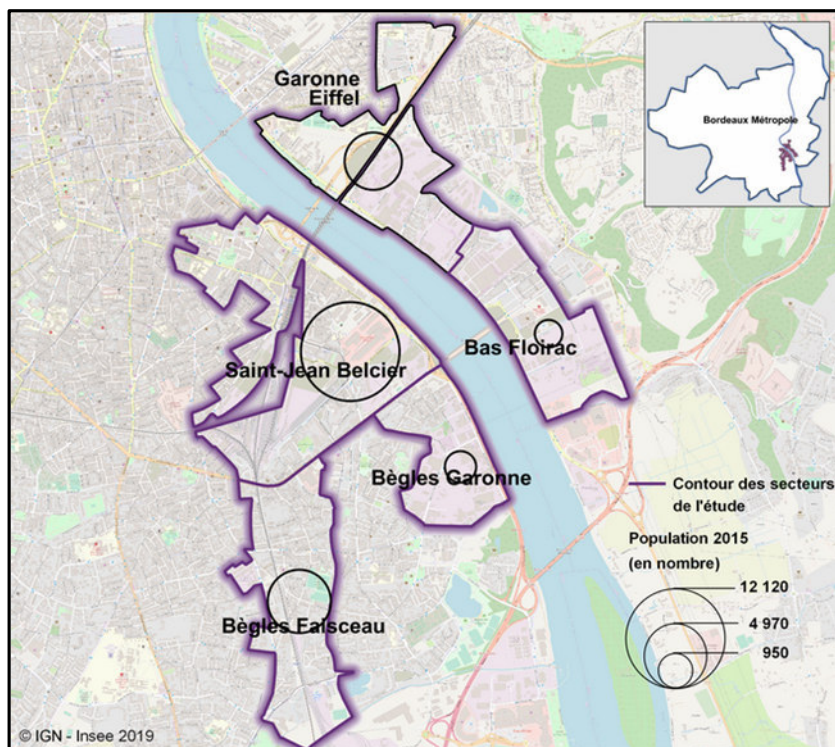 Garonne
Eiffel
Bordeaux Métropole
Saint-Jean Belcier
Bas Floirac
Bègles Garonne
Bègles Faisceau
Contour des secteurs
de l'étude
Population 2015
(en nombre)
12 120
4 970
950
© IGN - Insee 2019